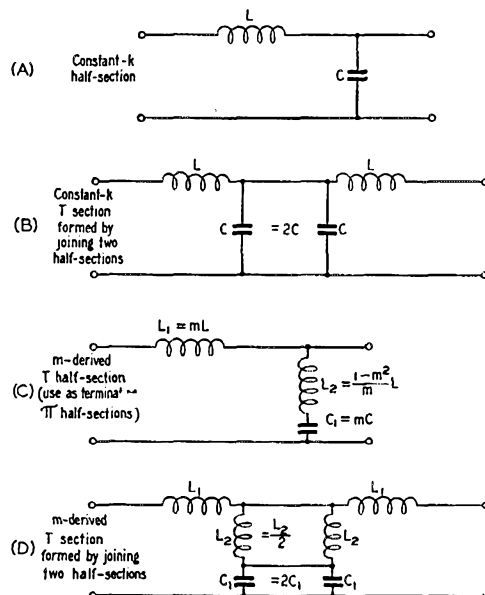 L
(A)
Constant-k
half-section
C
L
L
Constant-k
T section
formed by
joining two
half-sections
(B)
C
= 2C
C
L₁ = mL
m-derived
T half-section
(use as
π half-sections)
(C)
L₂ = 1-m²/m L
C₁ = mC
L₁
L₁
m-derived
T section
formed by joining
two half-sections
(D)
L₂
= L₂/2
L₂
C₁
= 2C₁
C₁